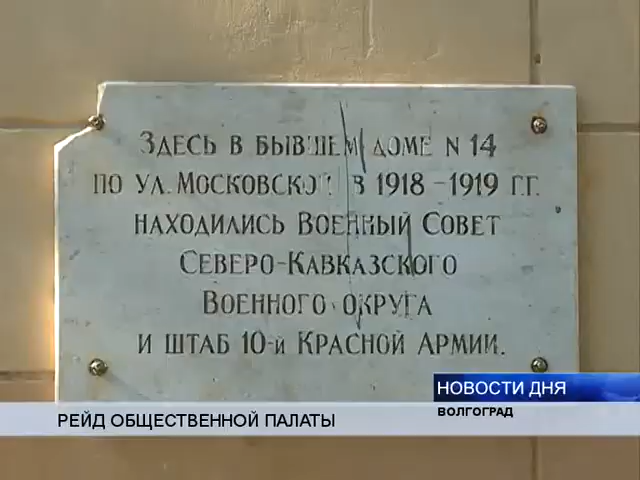 ЗДЕСЬ В БЫВШЕМ ДОМЕ N 14
ПО УЛ. МОСКОВСКОЙ В 1918 - 1919 Г.Г.
НАХОДИЛИСЬ ВОЕННЫЙ СОВЕТ
СЕВЕРО-КАВКАЗСКОГО
ВОЕННОГО ОКРУГА
И ШТАБ 10-й КРАСНОЙ АРМИИ.
НОВОСТИ ДНЯ
ВОЛГОГРАД
РЕЙД ОБЩЕСТВЕННОЙ ПАЛАТЫ